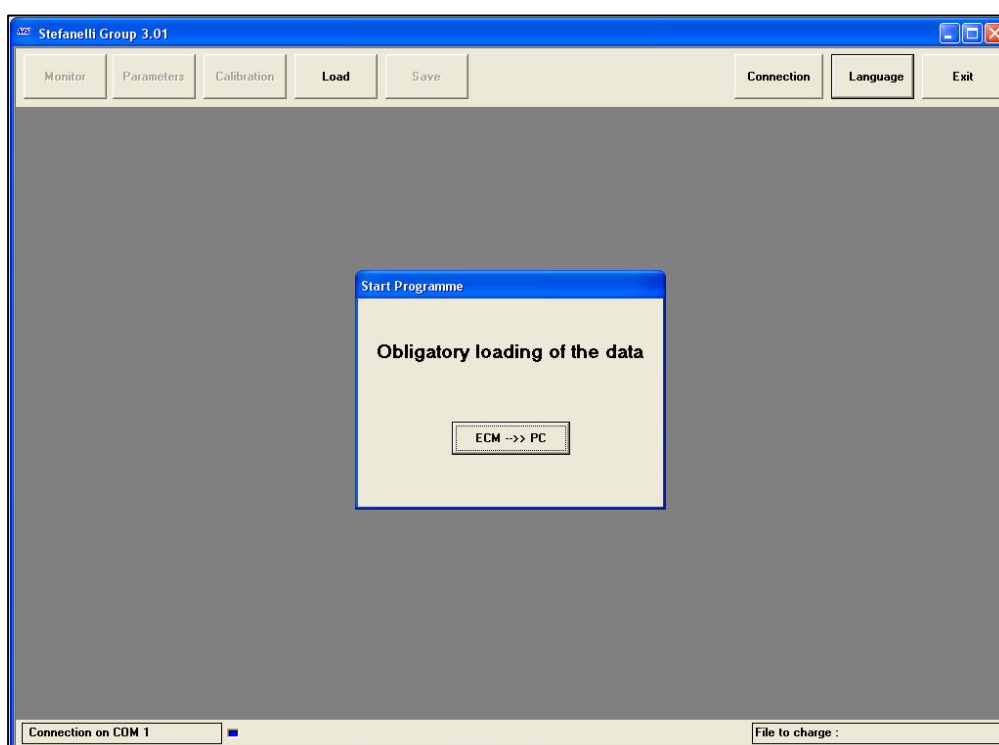 Stefanelli Group 3.01
Monitor Parameters Calibration Load Save Connection Language Exit
Start Programme
Obligatory loading of the data
ECM -->> PC
Connection on COM 1 File to charge :